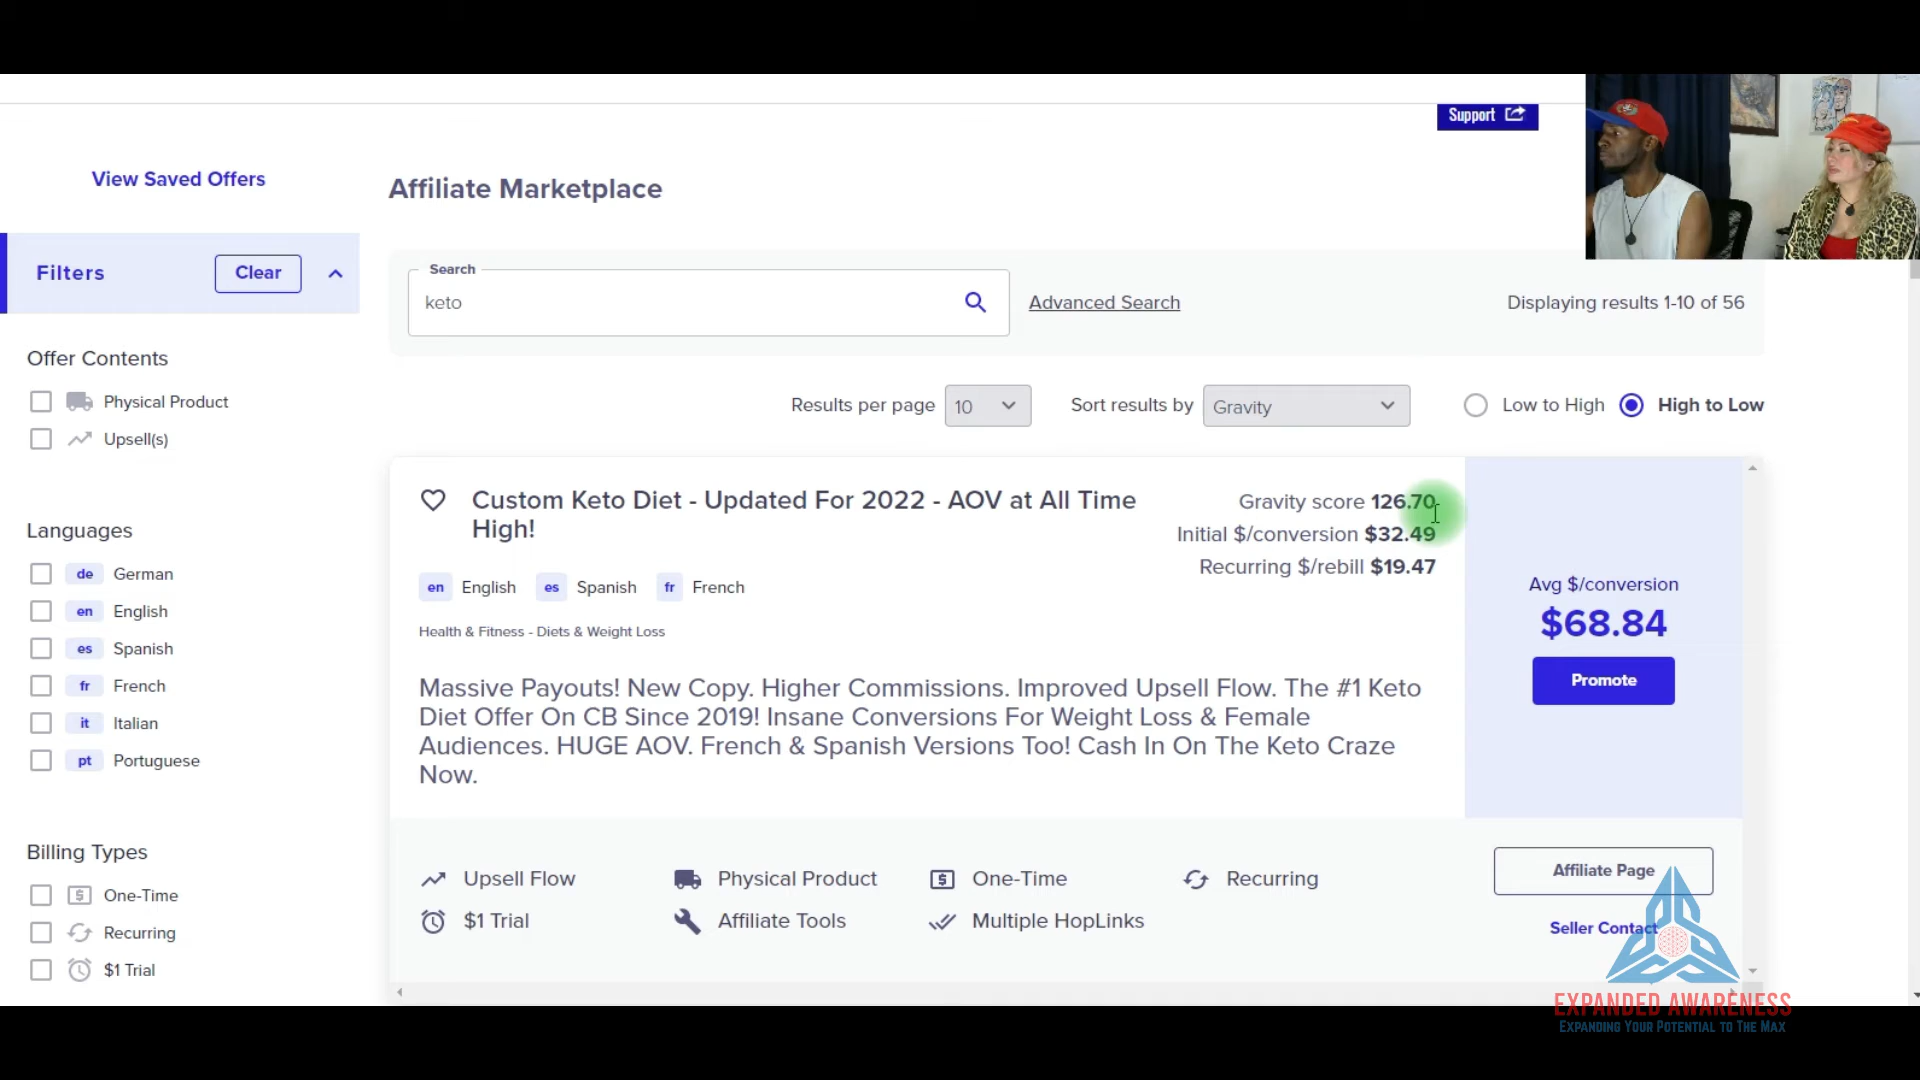 Support
View Saved Offers
Affiliate Marketplace
Filters
Clear
Search
keto
Advanced Search
Displaying results 1-10 of 56
Results per page
10
Sort results by
Gravity
Low to High
High to Low
Offer Contents
Physical Product
Upsell(s)
Languages
de German
en English
es Spanish
fr French
it Italian
pt Portuguese
Billing Types
One-Time
Recurring
$1 Trial
Custom Keto Diet - Updated For 2022 - AOV at All Time
High!
Gravity score 126.70
Initial $/conversion $32.49
Recurring $/rebill $19.47
en English es Spanish fr French
Health & Fitness - Diets & Weight Loss
Massive Payouts! New Copy. Higher Commissions. Improved Upsell Flow. The #1 Keto
Diet Offer On CB Since 2019! Insane Conversions For Weight Loss & Female
Audiences. HUGE AOV. French & Spanish Versions Too! Cash In On The Keto Craze
Now.
Avg $/conversion
$68.84
Promote
Upsell Flow Physical Product One-Time Recurring
$1 Trial Affiliate Tools Multiple HopLinks
Affiliate Page
Seller Contact
EXPANDED AWARENESS
EXPANDING YOUR POTENTIAL TO THE MAX